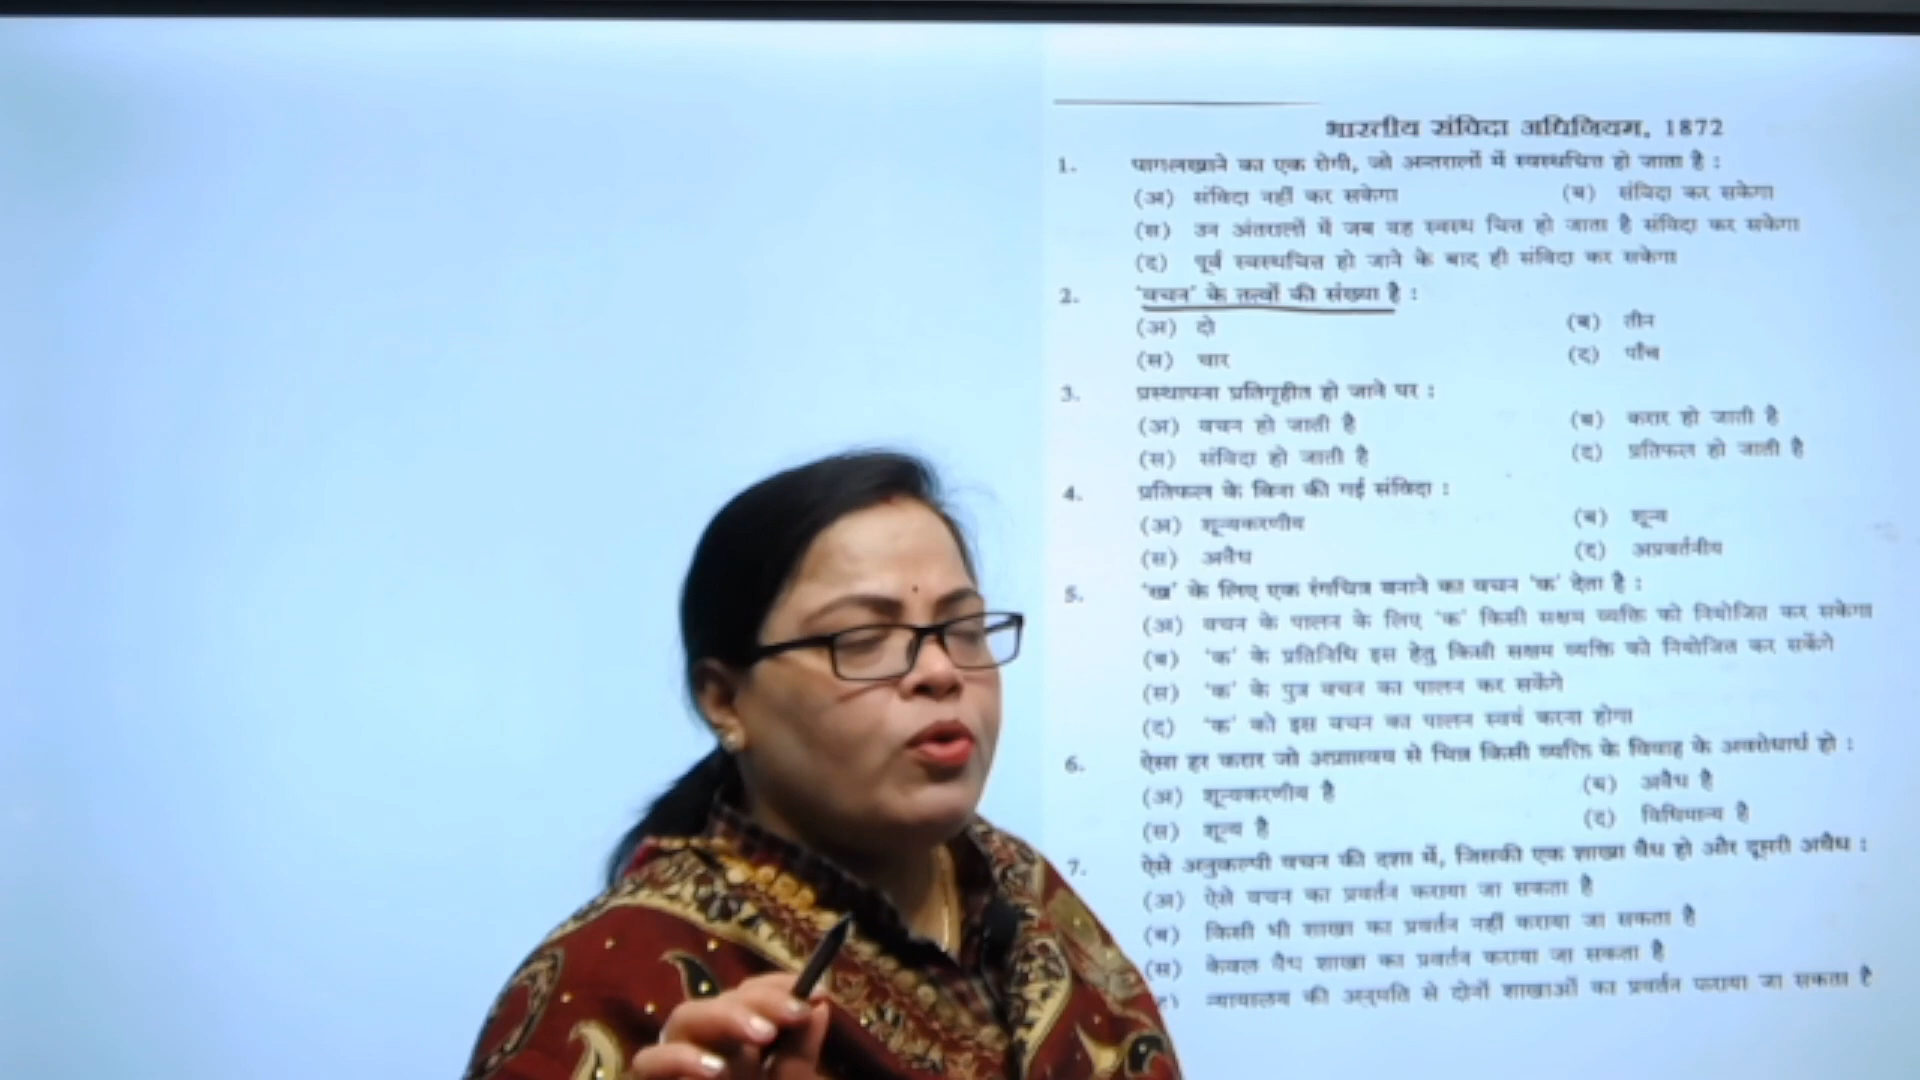 भारतीय संविदा अधिनियम, 1872
1. पागलखाने का एक रोगी, जो अन्तरालों में स्वस्थचित्त हो जाता है :
(अ) संविदा नहीं कर सकेगा (ब) संविदा कर सकेगा
(स) उन अंतरालों में जब वह स्वस्थ चित्त हो जाता है संविदा कर सकेगा
(द) पूर्व स्वस्थचित्त हो जाने के बाद ही संविदा कर सकेगा
2. 'वचन' के तत्वों की संख्या है :
(अ) दो (ब) तीन
(स) चार (द) पाँच
3. प्रस्थापना प्रतिगृहीत हो जाने पर :
(अ) वचन हो जाती है (ब) करार हो जाती है
(स) संविदा हो जाती है (द) प्रतिफल हो जाती है
4. प्रतिफल के बिना की गई संविदा :
(अ) शून्यकरणीय (ब) शून्य
(स) अवैध (द) अप्रवर्तनीय
5. 'ख' के लिए एक रंगचित्र बनाने का वचन 'क' देता है :
(अ) वचन के पालन के लिए 'क' किसी सक्षम व्यक्ति को नियोजित कर सकेगा
(ब) 'क' के प्रतिनिधि इस हेतु किसी सक्षम व्यक्ति को नियोजित कर सकेंगे
(स) 'क' के पुत्र वचन का पालन कर सकेंगे
(द) 'क' को इस वचन का पालन स्वयं करना होगा
6. ऐसा हर करार जो अप्राप्तवय से भिन्न किसी व्यक्ति के विवाह के अवरोधार्थ हो :
(अ) शून्यकरणीय है (ब) अवैध है
(स) शून्य है (द) विधिमान्य है
7. ऐसे अनुकल्पी वचन की दशा में, जिसकी एक शाखा वैध हो और दूसरी अवैध :
(अ) ऐसे वचन का प्रवर्तन कराया जा सकता है
(ब) किसी भी शाखा का प्रवर्तन नहीं कराया जा सकता है
(स) केवल वैध शाखा का प्रवर्तन कराया जा सकता है
द) न्यायालय की अनुमति से दोनों शाखाओं का प्रवर्तन कराया जा सकता है